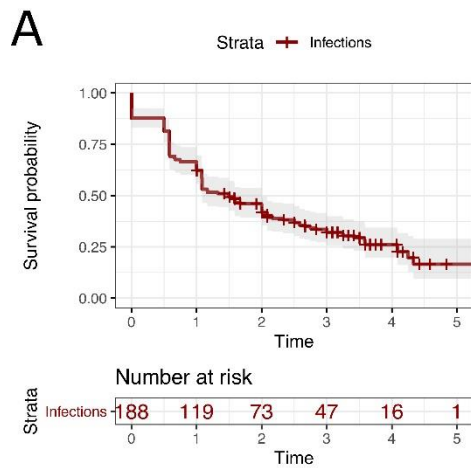 A
Strata Infections
Survival probability
1.00
0.75
0.50
0.25
0.00
0 1 2 3 4 5
Time
Number at risk
Strata
Infections 188 119 73 47 16 1
0 1 2 3 4 5
Time